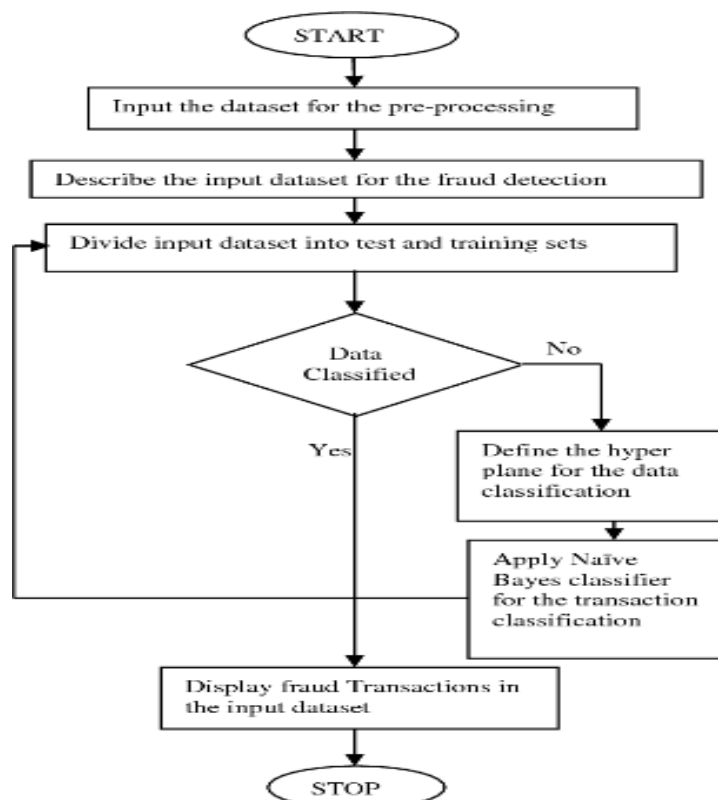 START
Input the dataset for the pre-processing
Describe the input dataset for the fraud detection
Divide input dataset into test and training sets
Data
Classified
No
Yes
Define the hyper
plane for the data
classification
Apply Naïve
Bayes classifier
for the transaction
classification
Display fraud Transactions in
the input dataset
STOP